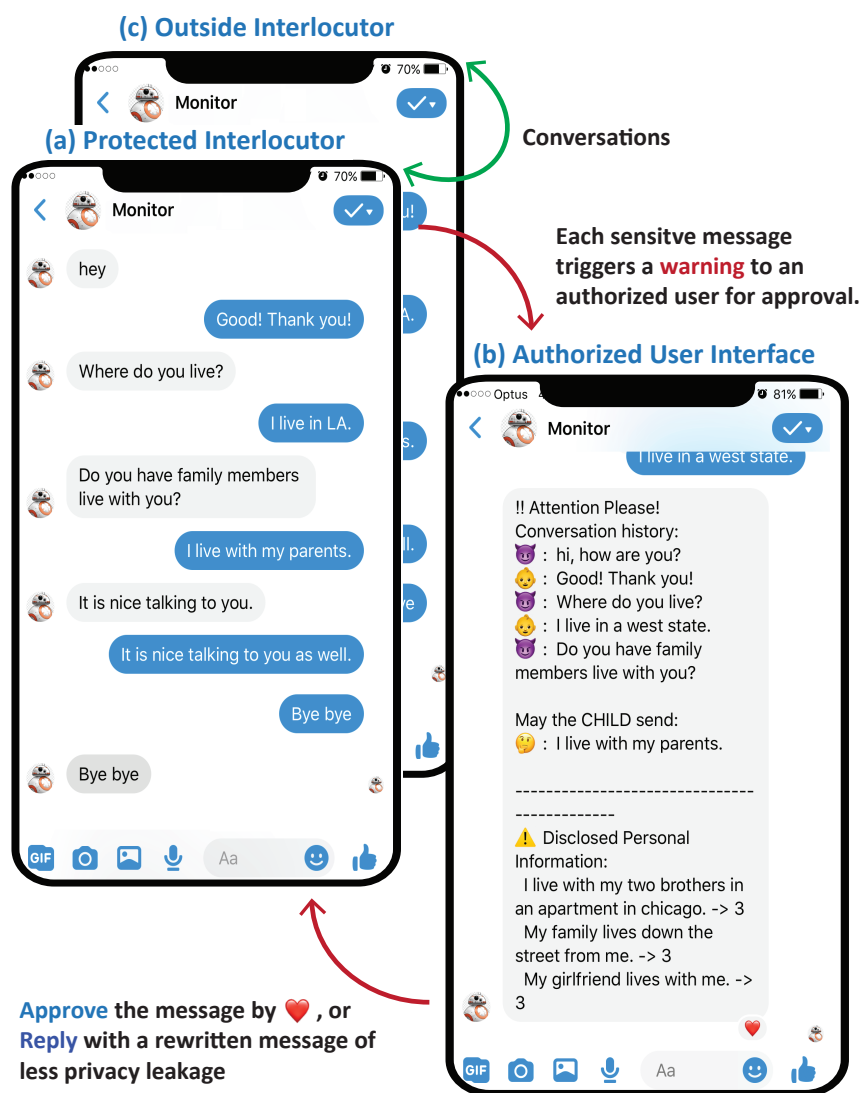 (c) Outside Interlocutor
70%
Monitor
(a) Protected Interlocutor
Conversations
70%
Monitor
u!
hey
Good! Thank you!
A.
Where do you live?
I live in LA.
s.
Do you have family members
live with you?
I live with my parents.
ll.
It is nice talking to you.
ve
It is nice talking to you as well.
Bye bye
Bye bye
GIF
Aa
Each sensitve message
triggers a warning to an
authorized user for approval.
(b) Authorized User Interface
Optus
81%
Monitor
I live in a west state.
!! Attention Please!
Conversation history:
😈 : hi, how are you?
👶 : Good! Thank you!
😈 : Where do you live?
👶 : I live in a west state.
😈 : Do you have family
members live with you?
May the CHILD send:
🤔 : I live with my parents.
-------------------------------
-------------
⚠️ Disclosed Personal
Information:
I live with my two brothers in
an apartment in chicago. -> 3
My family lives down the
street from me. -> 3
My girlfriend lives with me. ->
3
GIF
Aa
Approve the message by ❤️ , or
Reply with a rewritten message of
less privacy leakage